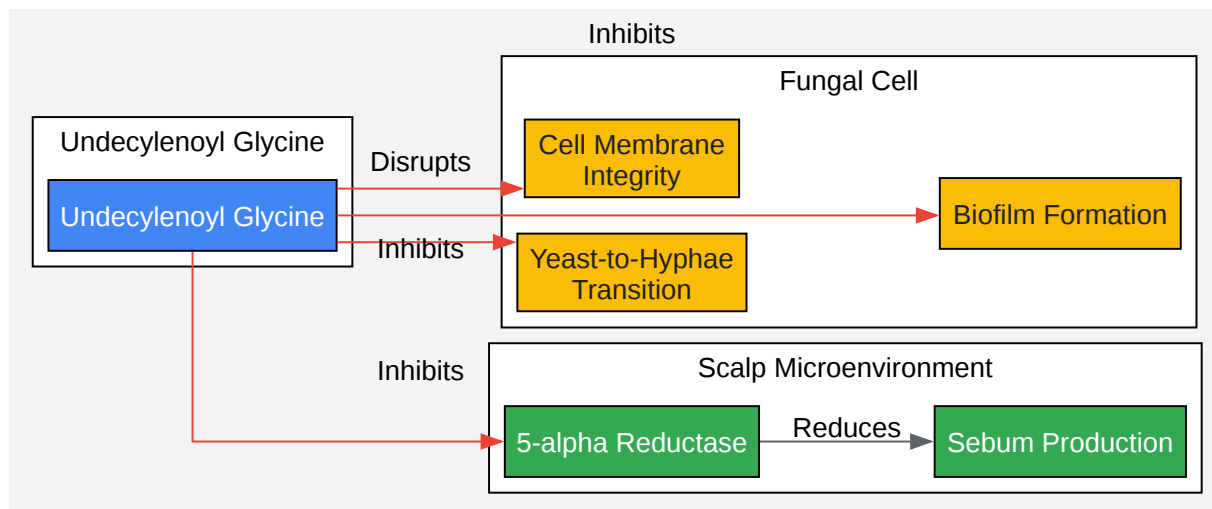 Inhibits
Fungal Cell
Undecylenoyl Glycine
Disrupts
Cell Membrane
Integrity
Undecylenoyl Glycine
Biofilm Formation
Inhibits
Yeast-to-Hyphae
Transition
Inhibits
Scalp Microenvironment
5-alpha Reductase
Reduces
Sebum Production